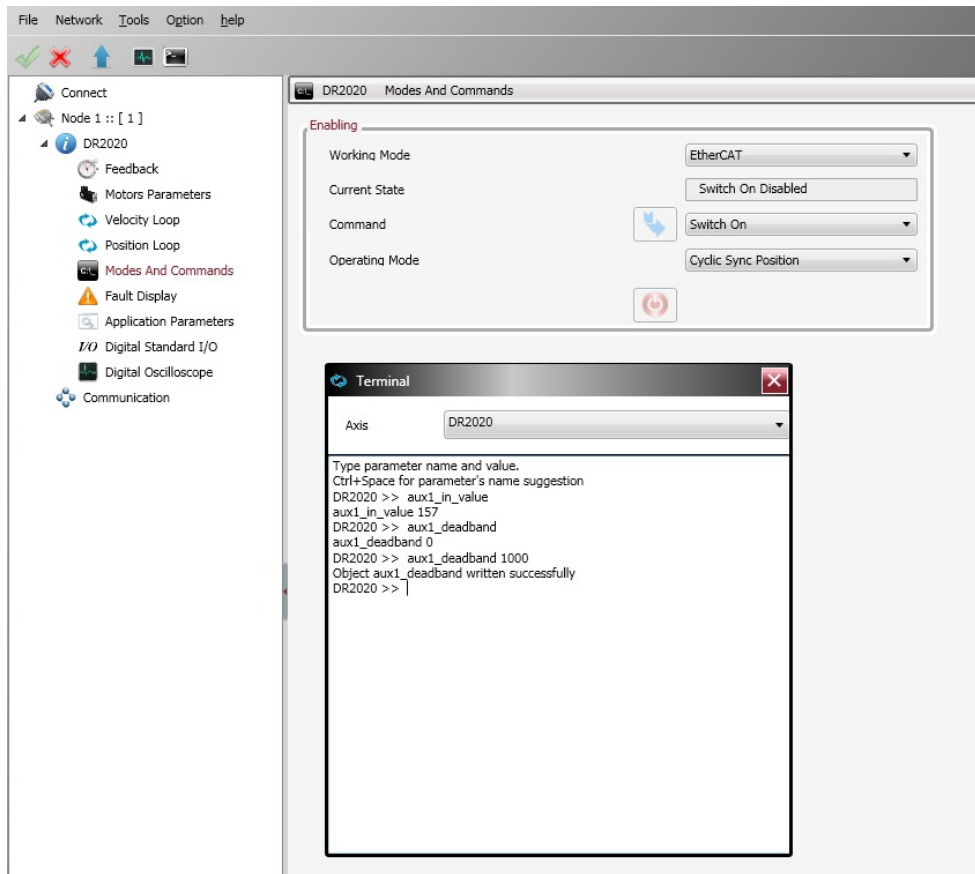 File Network Tools Option help
Connect
Node 1 :: [ 1 ]
DR2020
Feedback
Motors Parameters
Velocity Loop
Position Loop
Modes And Commands
Fault Display
Application Parameters
I/O Digital Standard I/O
Digital Oscilloscope
Communication
DR2020 Modes And Commands
Enabling
Working Mode EtherCAT
Current State Switch On Disabled
Command Switch On
Operating Mode Cyclic Sync Position
Terminal
Axis DR2020
Type parameter name and value.
Ctrl+Space for parameter's name suggestion
DR2020 >> aux1_in_value
aux1_in_value 157
DR2020 >> aux1_deadband
aux1_deadband 0
DR2020 >> aux1_deadband 1000
Object aux1_deadband written successfully
DR2020 >>